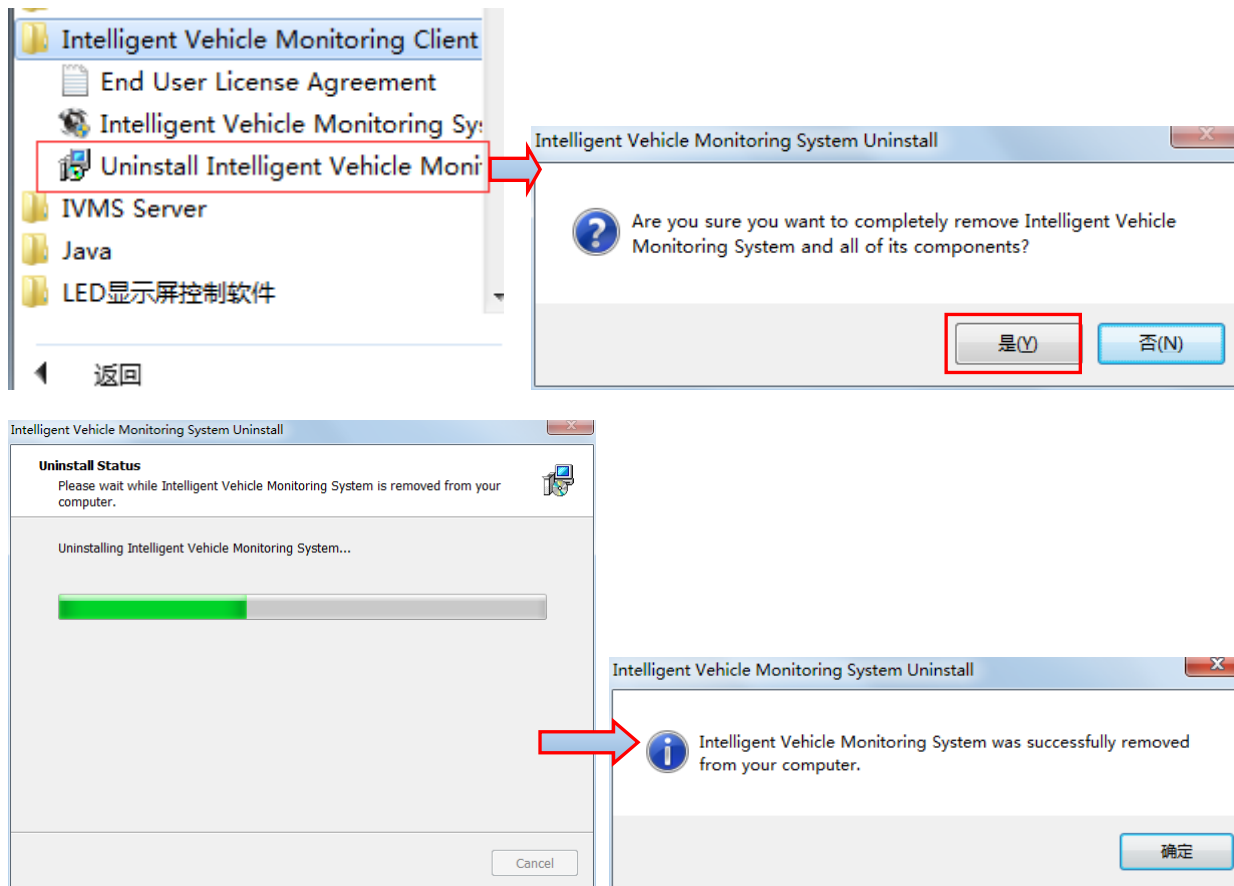 Intelligent Vehicle Monitoring Client
End User License Agreement
Intelligent Vehicle Monitoring Sy
Uninstall Intelligent Vehicle Moni
IVMS Server
Java
LED显示屏控制软件
返回
Intelligent Vehicle Monitoring System Uninstall
Are you sure you want to completely remove Intelligent Vehicle
Monitoring System and all of its components?
是(Y)
否(N)
Intelligent Vehicle Monitoring System Uninstall
Uninstall Status
Please wait while Intelligent Vehicle Monitoring System is removed from your
computer.
Uninstalling Intelligent Vehicle Monitoring System...
Cancel
Intelligent Vehicle Monitoring System Uninstall
Intelligent Vehicle Monitoring System was successfully removed
from your computer.
确定